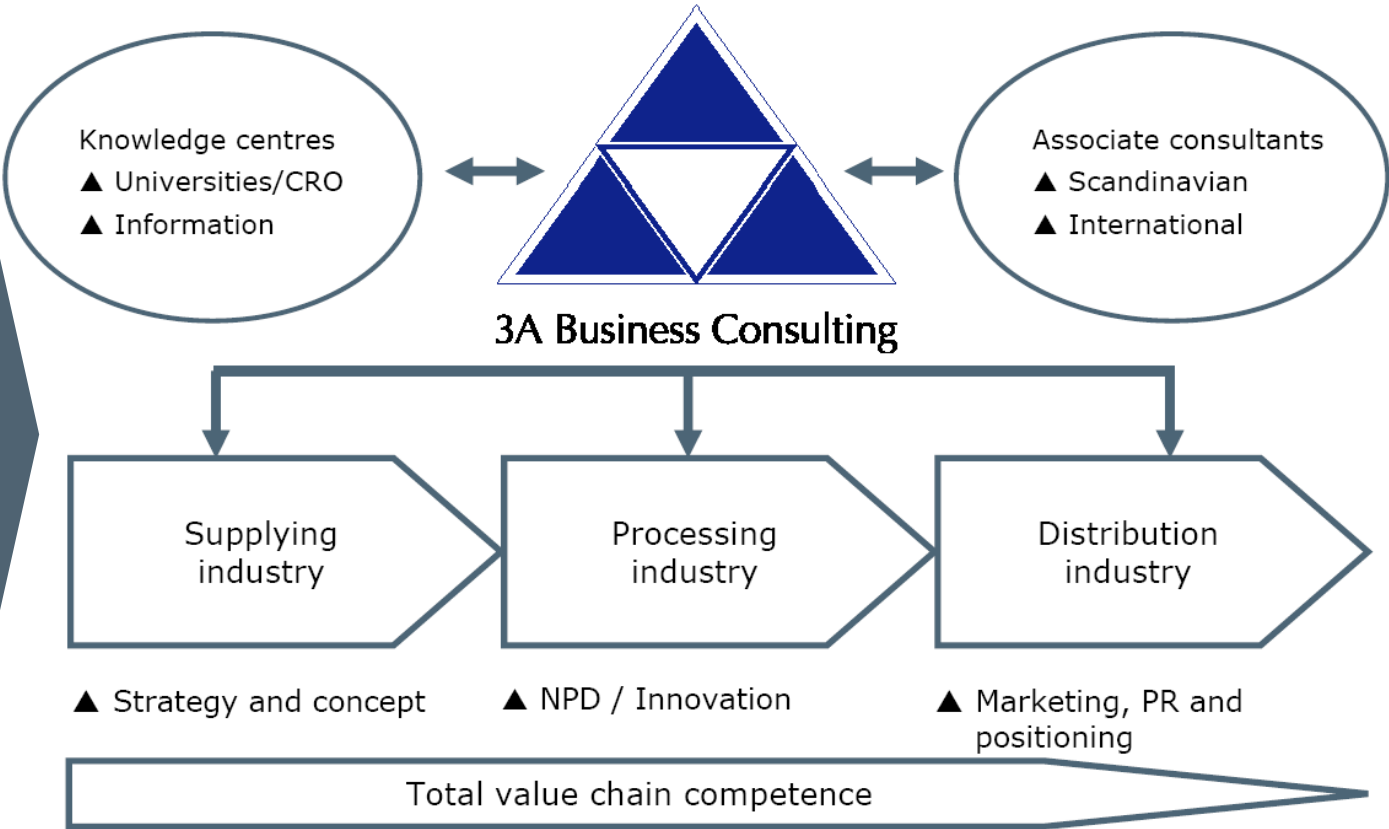 Knowledge centres
▲ Universities/CRO
▲ Information
Associate consultants
▲ Scandinavian
▲ International
3A Business Consulting
Supplying
industry
Processing
industry
Distribution
industry
▲ Strategy and concept
▲ NPD / Innovation
▲ Marketing, PR and
positioning
Total value chain competence